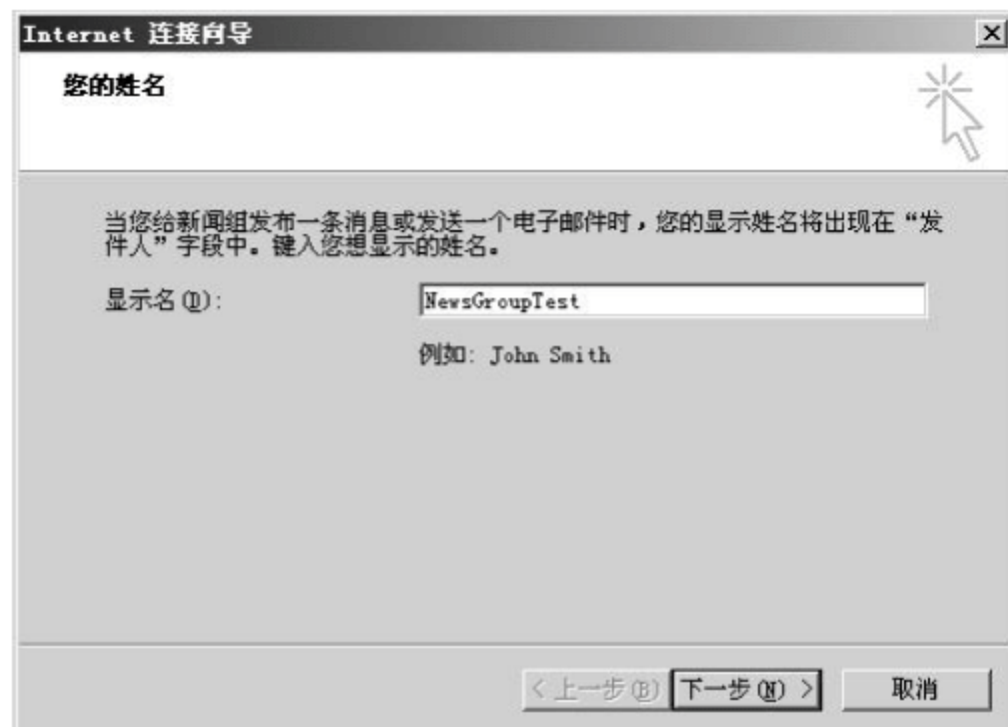 Internet 连接向导
您的姓名
当您给新闻组发布一条消息或发送一个电子邮件时，您的显示姓名将出现在“发
件人”字段中。键入您想显示的姓名。
显示名(D): NewsGroupTest
例如: John Smith
< 上一步(B) 下一步(N) > 取消